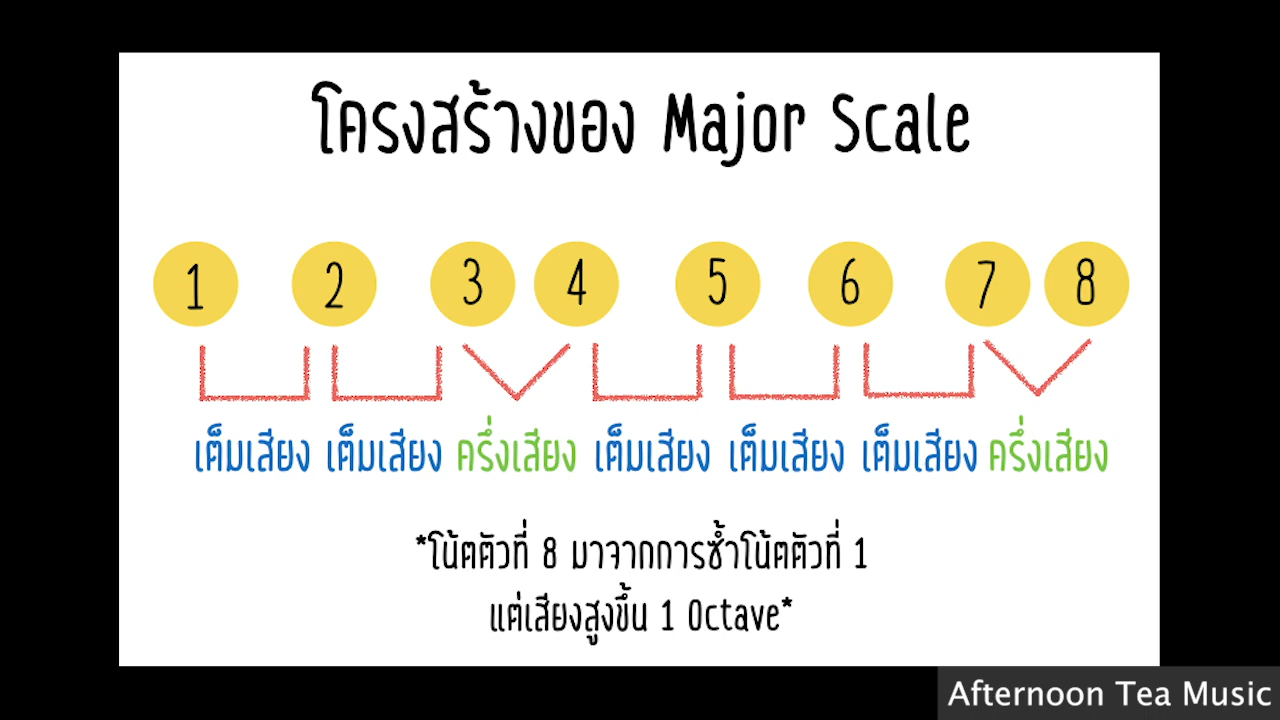 โครงสร้างของ Major Scale
1 2 3 4 5 6 7 8
เต็มเสียง เต็มเสียง ครึ่งเสียง เต็มเสียง เต็มเสียง เต็มเสียง ครึ่งเสียง
*โน้ตตัวที่ 8 มาจากการซ้ำโน้ตตัวที่ 1
แต่เสียงสูงขึ้น 1 Octave*
Afternoon Tea Music